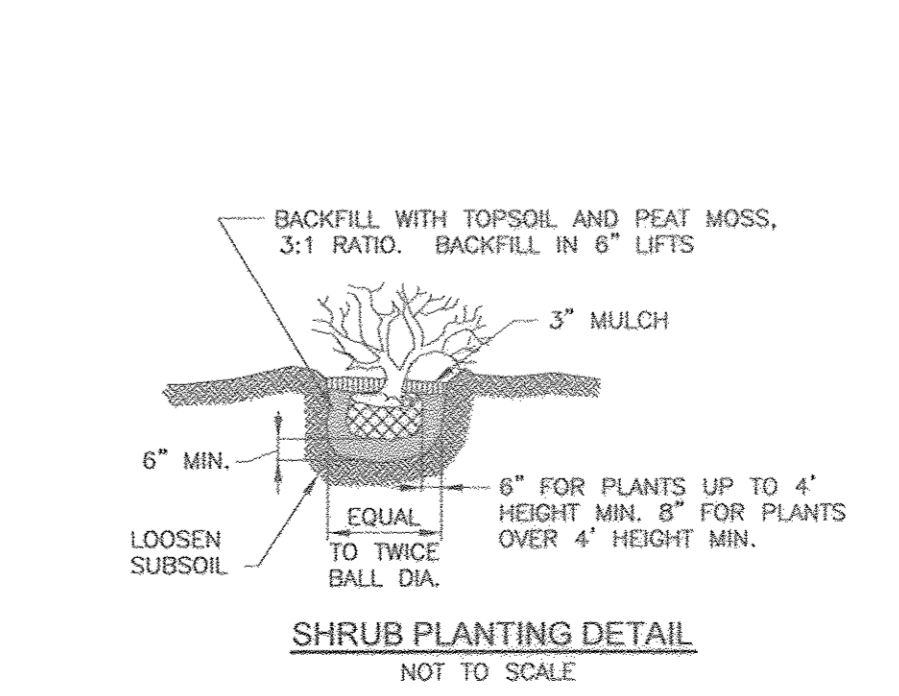 BACKFILL WITH TOPSOIL AND PEAT MOSS,
3:1 RATIO. BACKFILL IN 6" LIFTS
3" MULCH
6" MIN.
6" FOR PLANTS UP TO 4'
HEIGHT MIN. 8" FOR PLANTS
OVER 4' HEIGHT MIN.
EQUAL
TO TWICE
BALL DIA.
LOOSEN
SUBSOIL
SHRUB PLANTING DETAIL
NOT TO SCALE